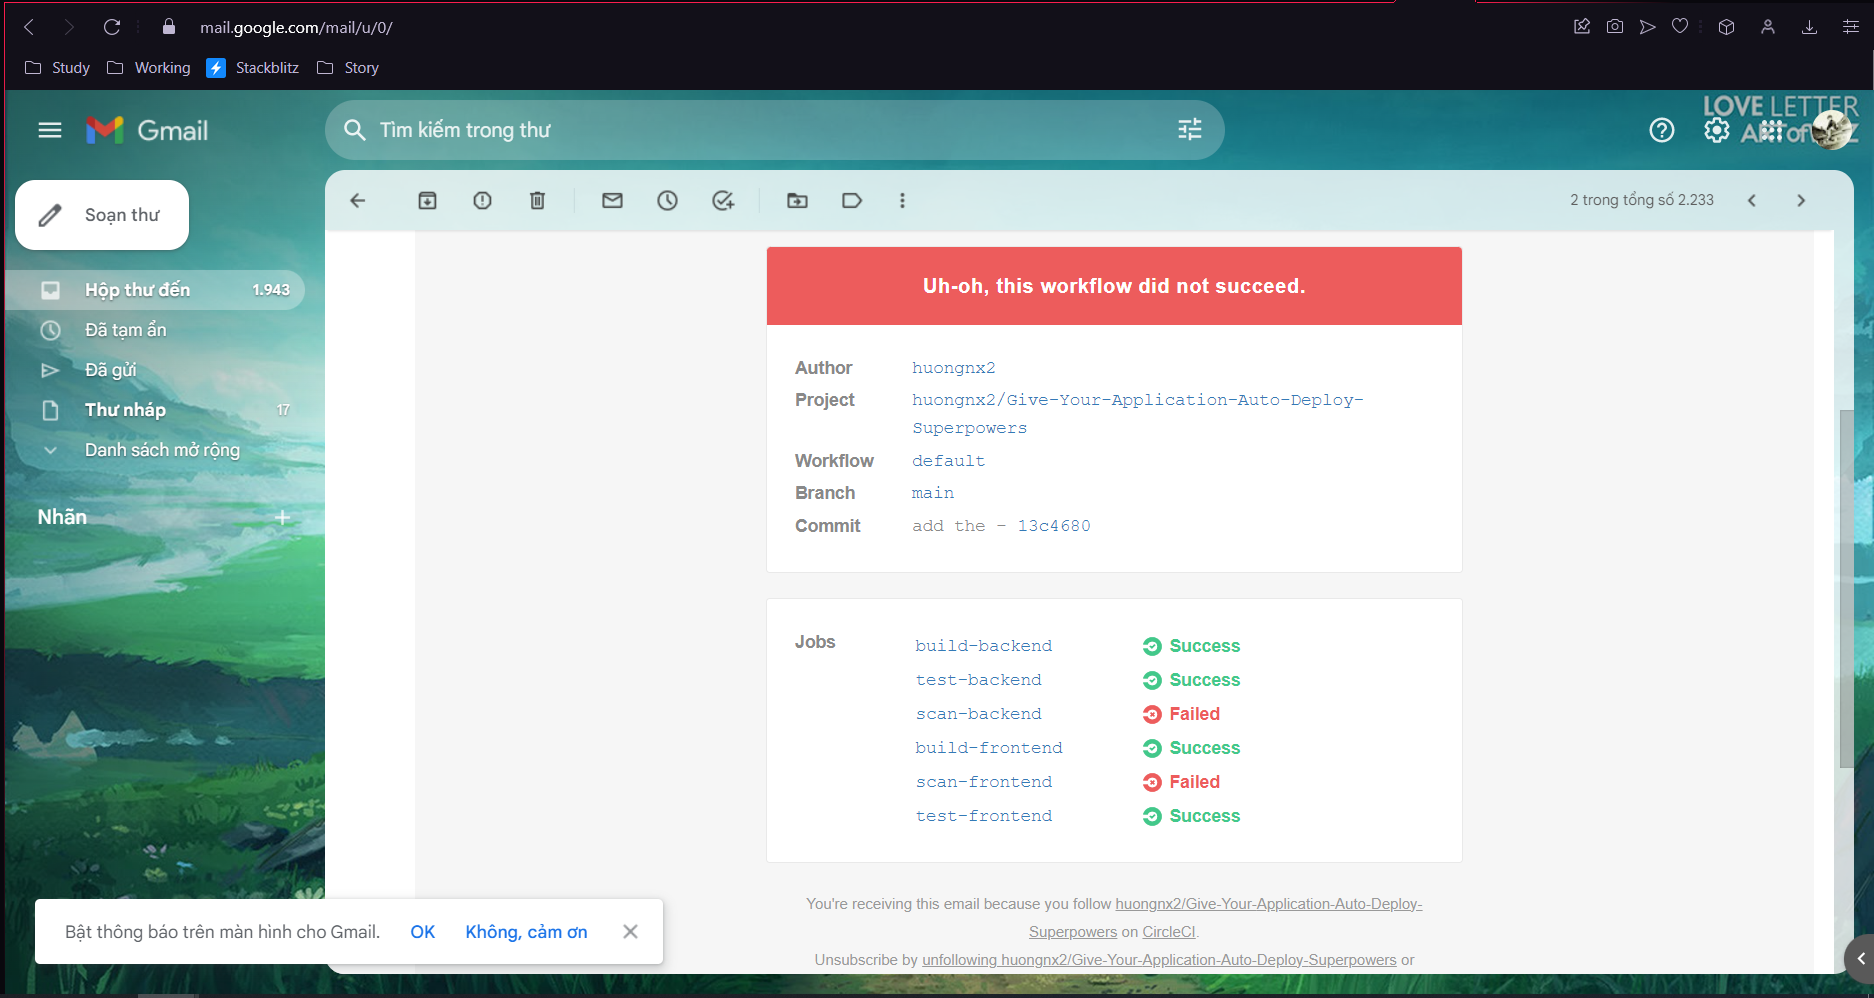 mail.google.com/mail/u/0/
Study
Working
Stackblitz
Story
Gmail
Tìm kiếm trong thư
LOVE LETTER
Soạn thư
2 trong tổng số 2.233
Hộp thư đến 1.943
Đã tạm ẩn
Đã gửi
Thư nháp 17
Danh sách mở rộng
Nhãn
Uh-oh, this workflow did not succeed.
Author huongnx2
Project huongnx2/Give-Your-Application-Auto-Deploy-
Superpowers
Workflow default
Branch main
Commit add the - 13c4680
Jobs build-backend Success
test-backend Success
scan-backend Failed
build-frontend Success
scan-frontend Failed
test-frontend Success
You're receiving this email because you follow huongnx2/Give-Your-Application-Auto-Deploy-
Superpowers on CircleCI.
Unsubscribe by unfollowing huongnx2/Give-Your-Application-Auto-Deploy-Superpowers or
Bật thông báo trên màn hình cho Gmail. OK Không, cảm ơn